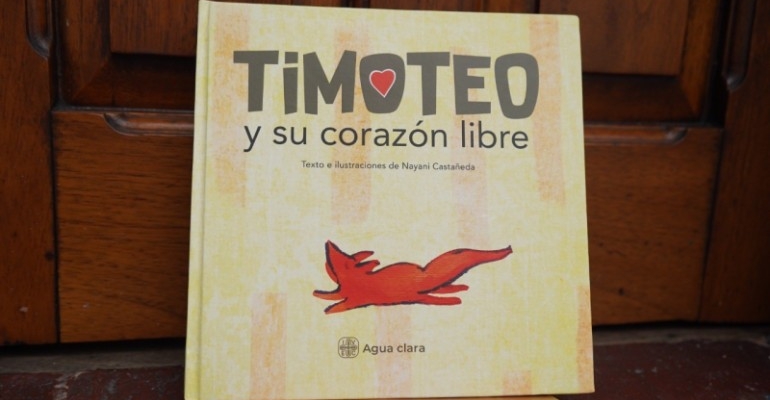 TiMOTEO
y su corazón libre
Texto e ilustraciones de Nayani Castañeda
Agua clara